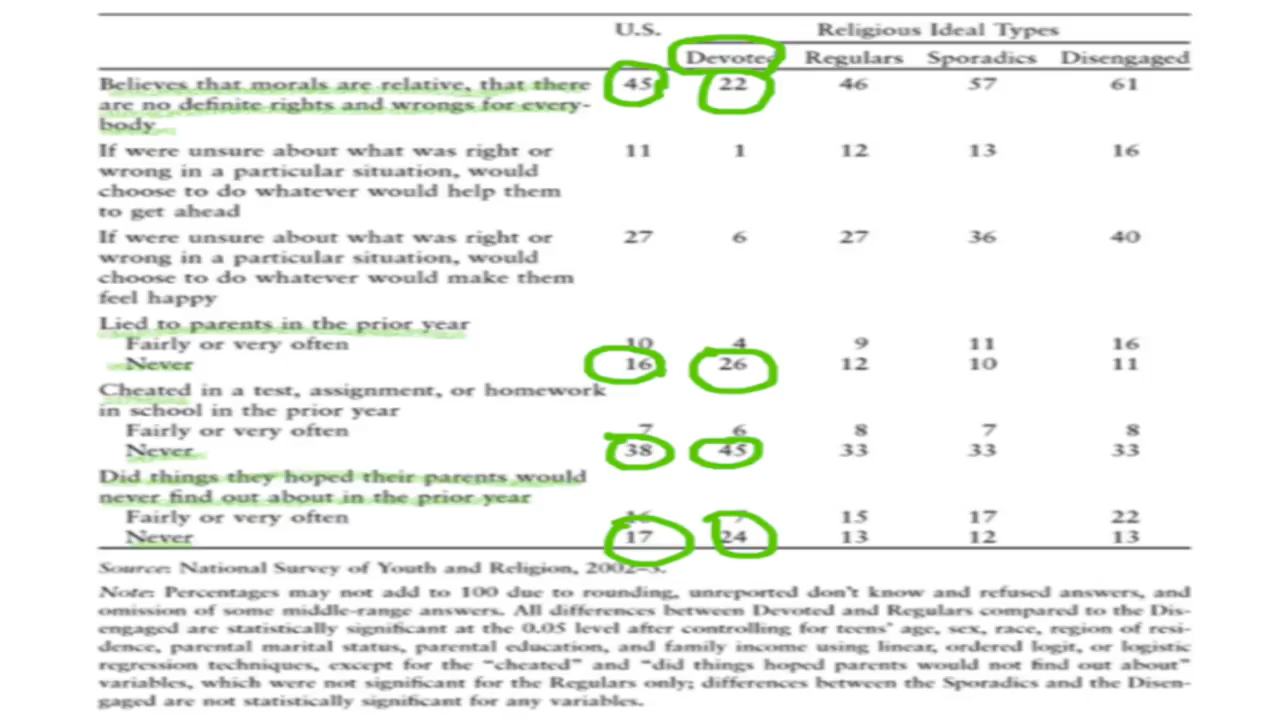 U.S. Religious Ideal Types
Devoted Regulars Sporadics Disengaged
Believes that morals are relative, that there 45 22 46 57 61
are no definite rights and wrongs for every-
body
If were unsure about what was right or 11 1 12 13 16
wrong in a particular situation, would
choose to do whatever would help them
to get ahead
If were unsure about what was right or 27 6 27 36 40
wrong in a particular situation, would
choose to do whatever would make them
feel happy
Lied to parents in the prior year
Fairly or very often 10 4 9 11 16
Never 16 26 12 10 11
Cheated in a test, assignment, or homework
in school in the prior year
Fairly or very often 7 6 8 7 8
Never 38 45 33 33 33
Did things they hoped their parents would
never find out about in the prior year
Fairly or very often 16 7 15 17 22
Never 17 24 13 12 13
Source: National Survey of Youth and Religion, 2002–3.
Note: Percentages may not add to 100 due to rounding, unreported don't know and refused answers, and
omission of some middle-range answers. All differences between Devoted and Regulars compared to the Dis-
engaged are statistically significant at the 0.05 level after controlling for teens' age, sex, race, region of resi-
dence, parental marital status, parental education, and family income using linear, ordered logit, or logistic
regression techniques, except for the "cheated" and "did things hoped parents would not find out about"
variables, which were not significant for the Regulars only; differences between the Sporadics and the Disen-
gaged are not statistically significant for any variables.